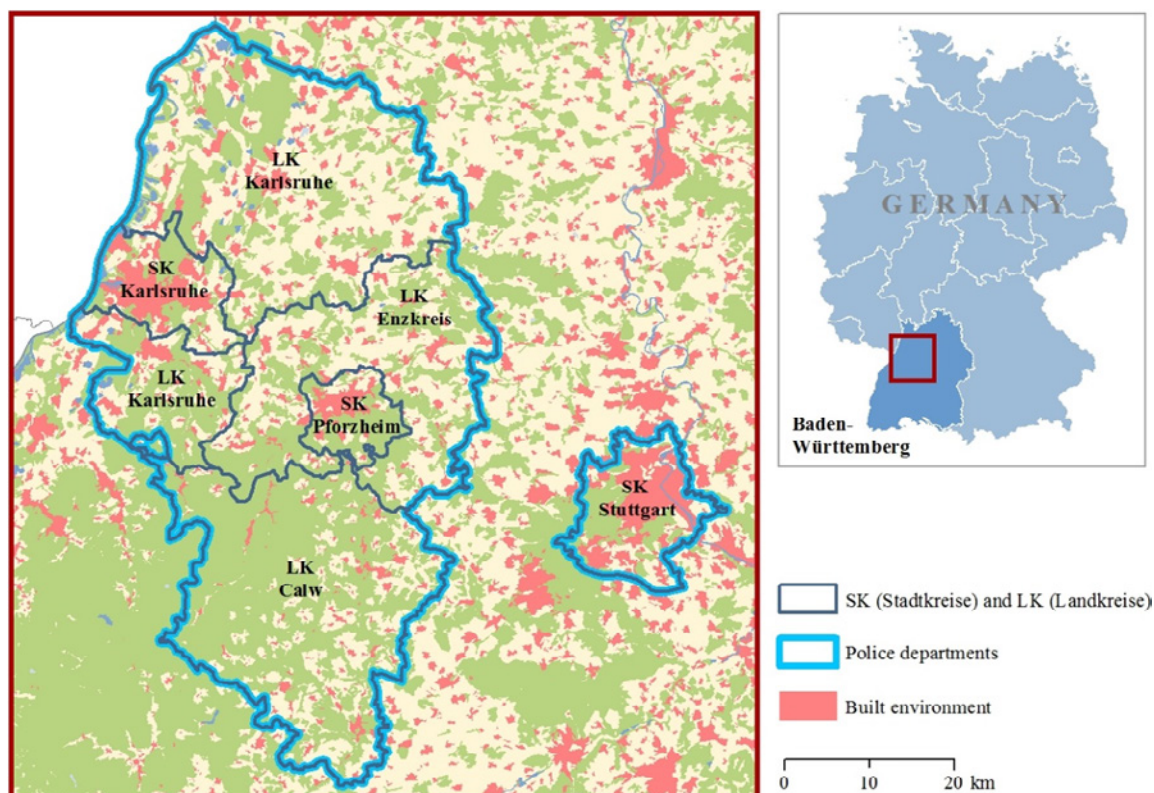 LK
Karlsruhe
SK
Karlsruhe
LK
Enzkreis
LK
Karlsruhe
SK
Pforzheim
SK
Stuttgart
LK
Calw
GERMANY
Baden-
Württemberg
SK (Stadtkreise) and LK (Landkreise)
Police departments
Built environment
0 10 20 km